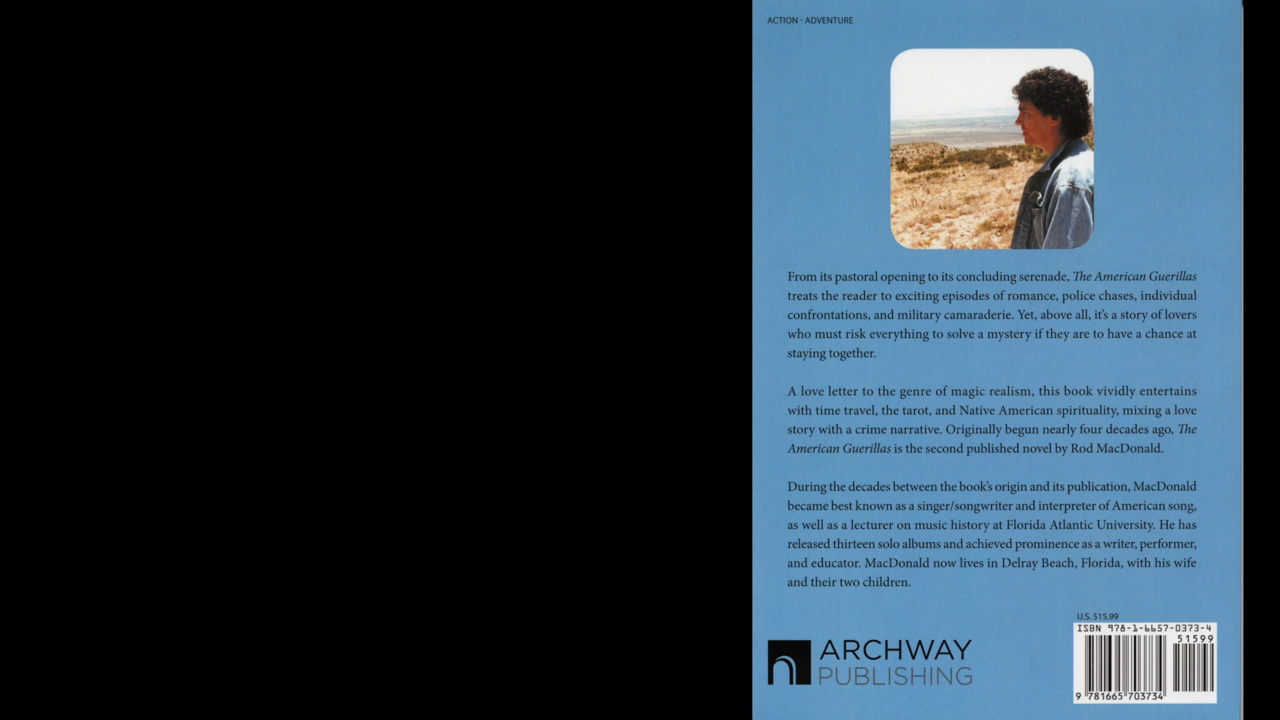 ACTION · ADVENTURE
From its pastoral opening to its concluding serenade, The American Guerillas
treats the reader to exciting episodes of romance, police chases, individual
confrontations, and military camaraderie. Yet, above all, it's a story of lovers
who must risk everything to solve a mystery if they are to have a chance at
staying together.
A love letter to the genre of magic realism, this book vividly entertains
with time travel, the tarot, and Native American spirituality, mixing a love
story with a crime narrative. Originally begun nearly four decades ago, The
American Guerillas is the second published novel by Rod MacDonald.
During the decades between the book's origin and its publication, MacDonald
became best known as a singer/songwriter and interpreter of American song,
as well as a lecturer on music history at Florida Atlantic University. He has
released thirteen solo albums and achieved prominence as a writer, performer,
and educator. MacDonald now lives in Delray Beach, Florida, with his wife
and their two children.
ARCHWAY
PUBLISHING
U.S. $15.99
ISBN 978-1-6657-0373-4
51599
9 781665 703734